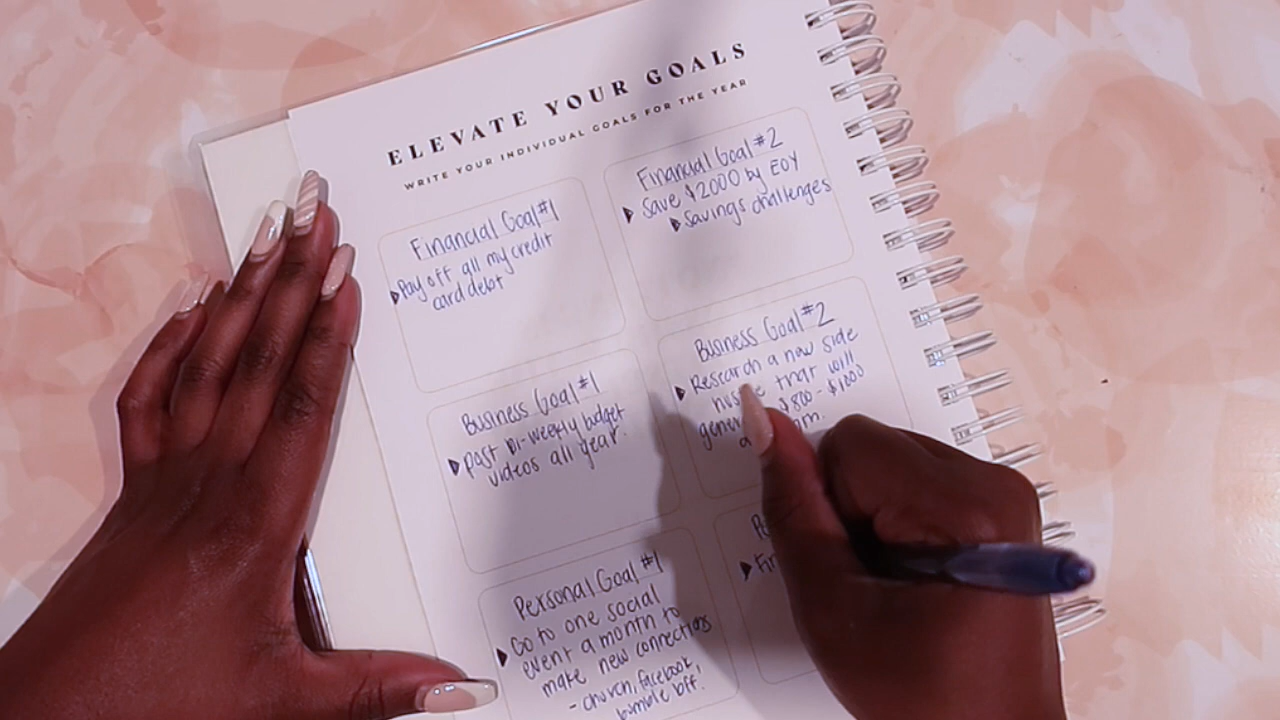 ELEVATE YOUR GOALS
WRITE YOUR INDIVIDUAL GOALS FOR THE YEAR
Financial Goal #1
Pay off all my credit
card debt
Financial Goal #2
Save $2000 by EOY
Savings challenges
Business Goal #1
post bi-weekly budget
videos all year.
Business Goal #2
Research a new side
that will
$800 - $1000
Personal Goal #1
Go to one social
event a month to
make new connections
- church, facebook,
bumble bff.